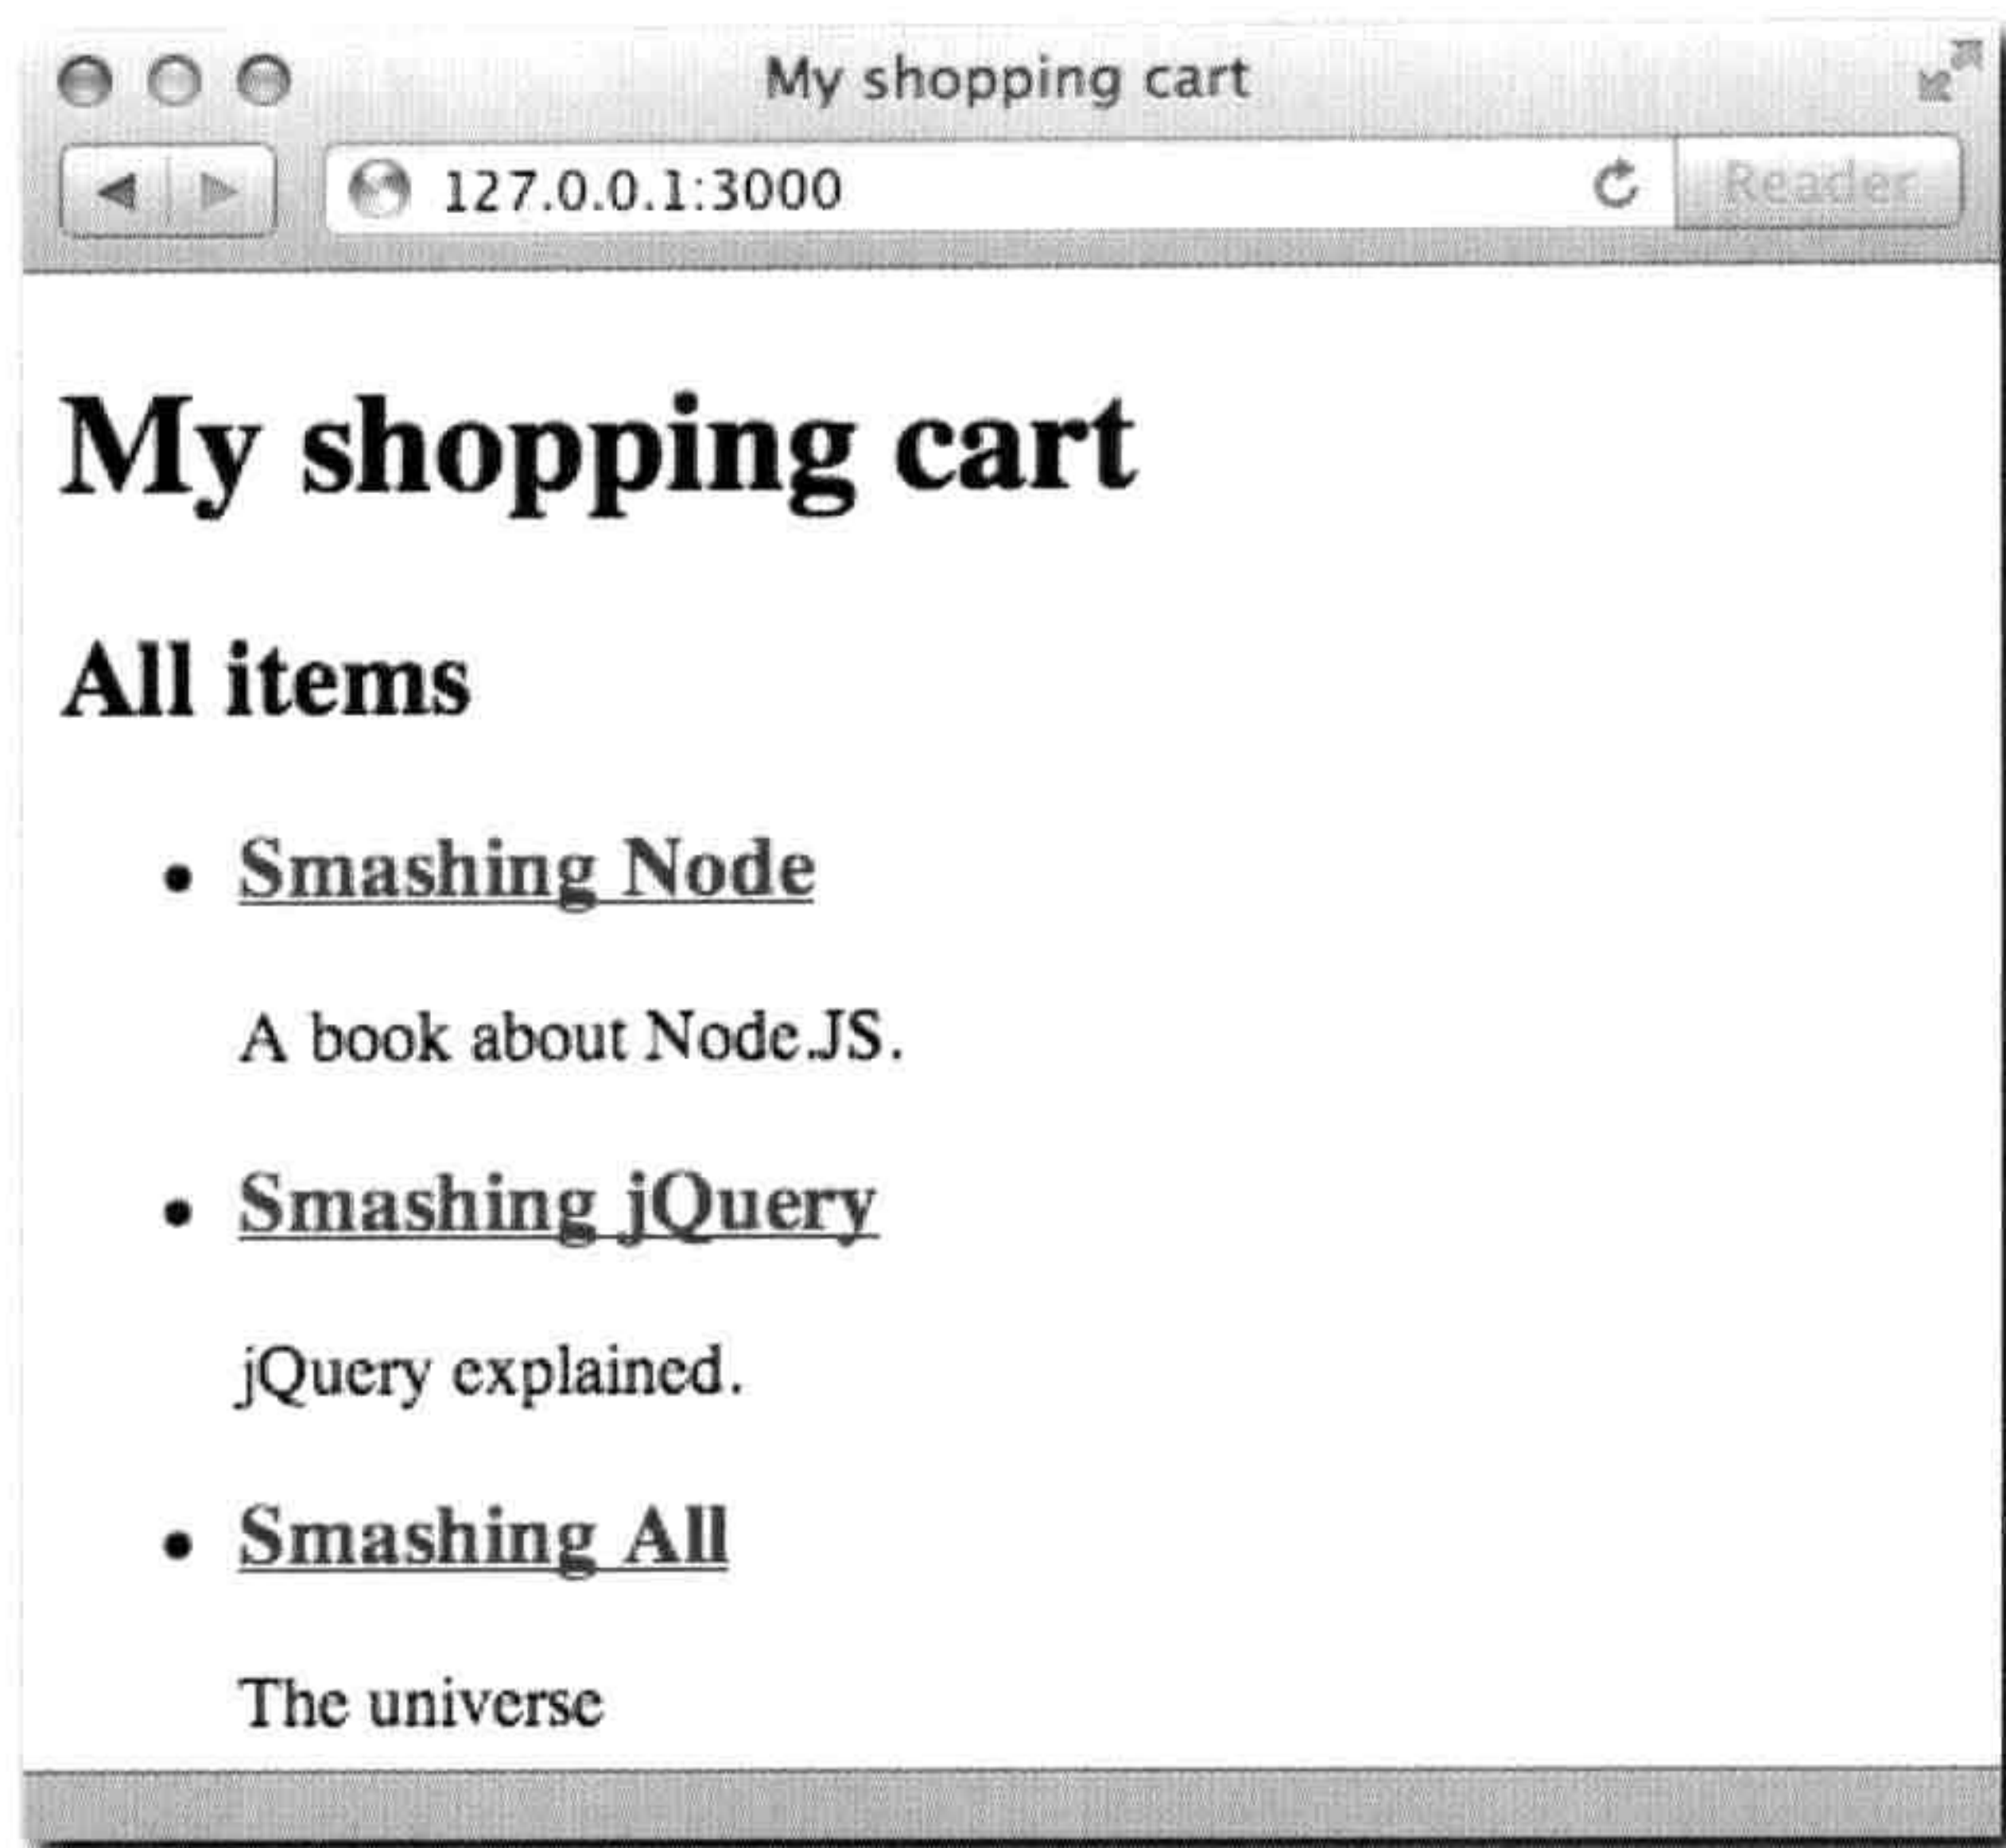 My shopping cart
127.0.0.1:3000
Reader
My shopping cart
All items
Smashing Node
A book about Node.JS.
Smashing jQuery
jQuery explained.
Smashing All
The universe